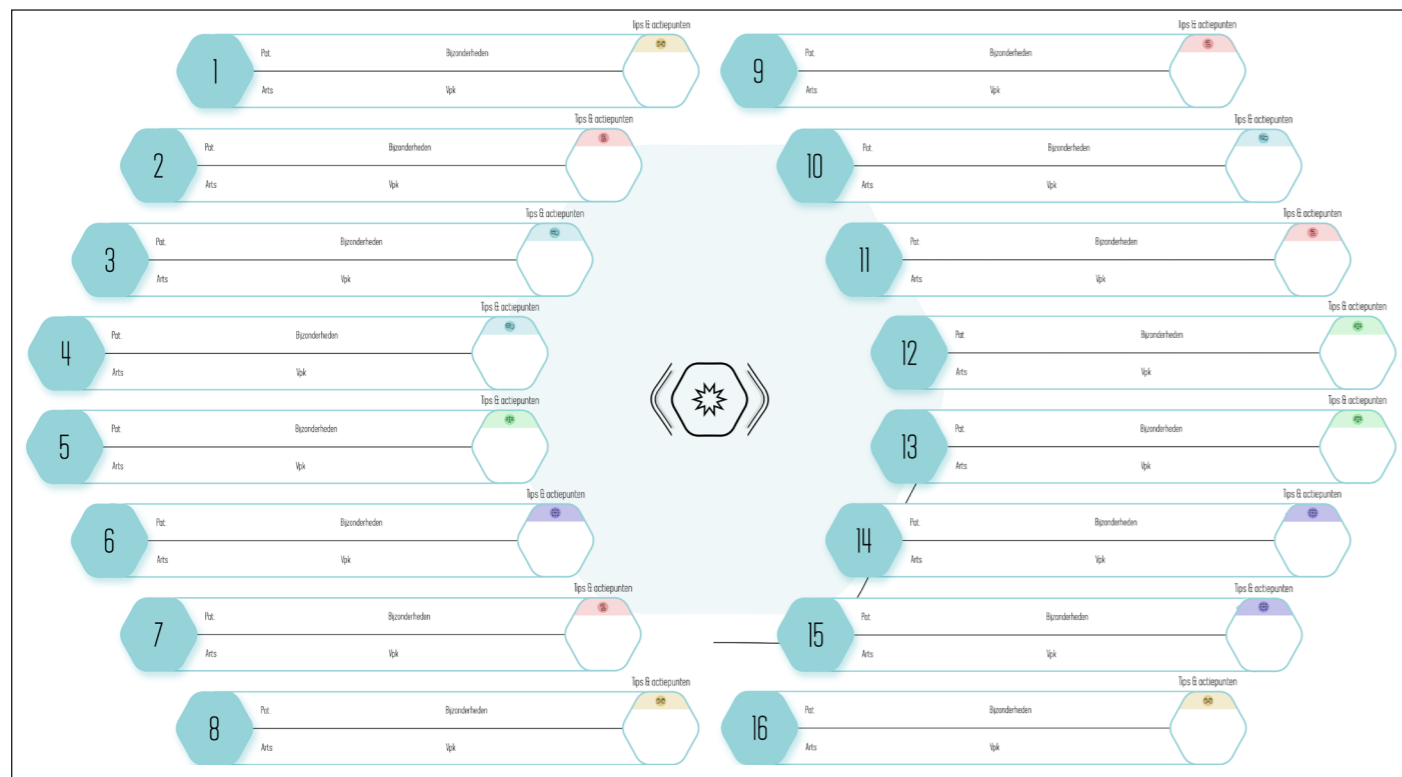 Tips & actiepunten
1
Pat. Bijzonderheden
Arts Vpk
Tips & actiepunten
2
Pat. Bijzonderheden
Arts Vpk
Tips & actiepunten
3
Pat. Bijzonderheden
Arts Vpk
Tips & actiepunten
4
Pat. Bijzonderheden
Arts Vpk
Tips & actiepunten
5
Pat. Bijzonderheden
Arts Vpk
Tips & actiepunten
6
Pat. Bijzonderheden
Arts Vpk
Tips & actiepunten
7
Pat. Bijzonderheden
Arts Vpk
Tips & actiepunten
8
Pat. Bijzonderheden
Arts Vpk
Tips & actiepunten
9
Pat. Bijzonderheden
Arts Vpk
Tips & actiepunten
10
Pat. Bijzonderheden
Arts Vpk
Tips & actiepunten
11
Pat. Bijzonderheden
Arts Vpk
Tips & actiepunten
12
Pat. Bijzonderheden
Arts Vpk
Tips & actiepunten
13
Pat. Bijzonderheden
Arts Vpk
Tips & actiepunten
14
Pat. Bijzonderheden
Arts Vpk
Tips & actiepunten
15
Pat. Bijzonderheden
Arts Vpk
Tips & actiepunten
16
Pat. Bijzonderheden
Arts Vpk